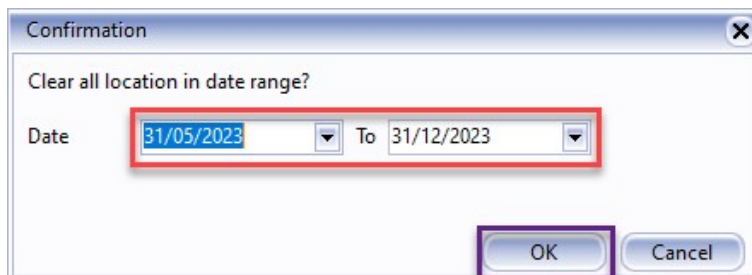 Confirmation
Clear all location in date range?
Date 31/05/2023 To 31/12/2023
OK Cancel